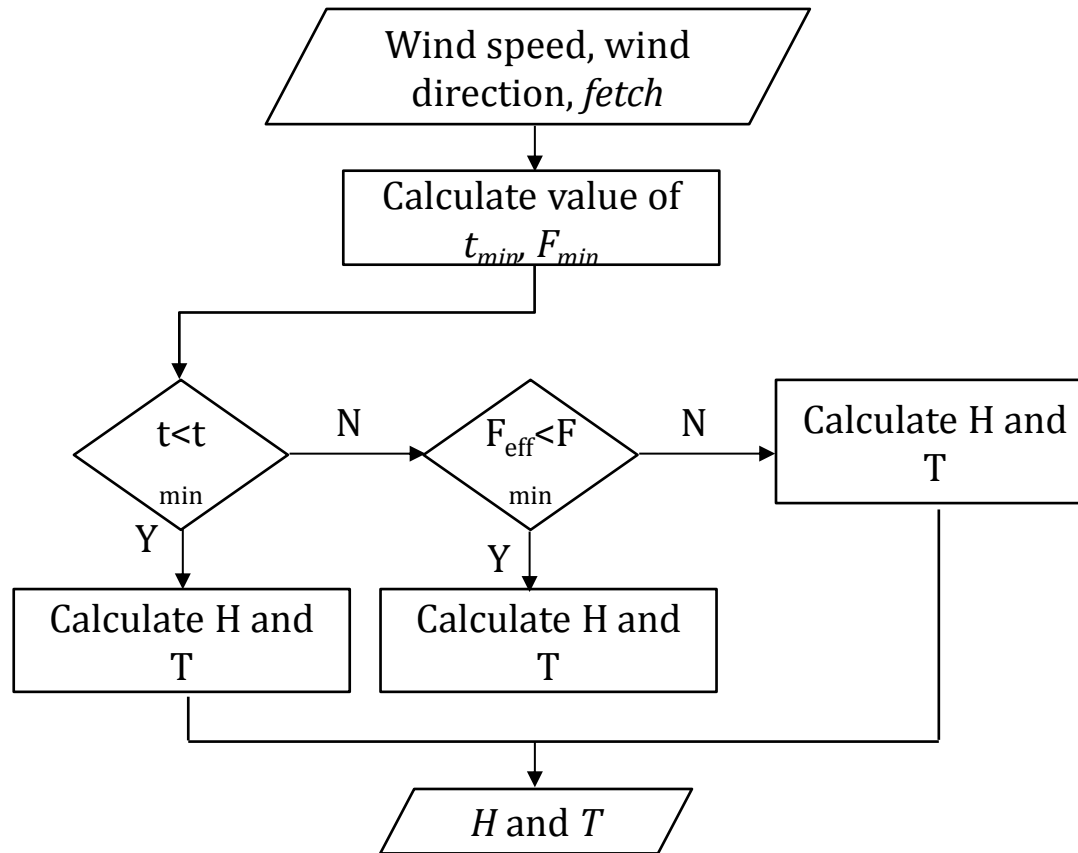 Wind speed, wind
direction, fetch
Calculate value of
tmin, Fmin
t<t
min
N
Feff<F
min
N
Calculate H and
T
Y
Calculate H and
T
Y
Calculate H and
T
H and T